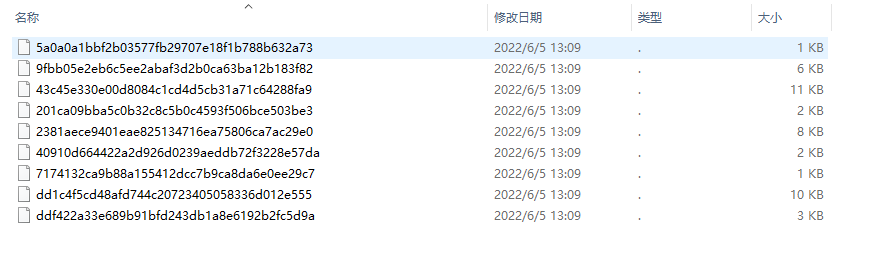 名称 修改日期 类型 大小
5a0a0a1bbf2b03577fb29707e18f1b788b632a73 2022/6/5 13:09 . 1 KB
9fbb05e2eb6c5ee2abaf3d2b0ca63ba12b183f82 2022/6/5 13:09 . 6 KB
43c45e330e00d8084c1cd4d5cb31a71c64288fa9 2022/6/5 13:09 . 11 KB
201ca09bba5c0b32c8c5b0c4593f506bce503be3 2022/6/5 13:09 . 2 KB
2381aece9401eae825134716ea75806ca7ac29e0 2022/6/5 13:09 . 8 KB
40910d664422a2d926d0239aeddb72f3228e57da 2022/6/5 13:09 . 2 KB
7174132ca9b88a155412dcc7b9ca8da6e0ee29c7 2022/6/5 13:09 . 1 KB
dd1c4f5cd48afd744c20723405058336d012e555 2022/6/5 13:09 . 10 KB
ddf422a33e689b91bfd243db1a8e6192b2fc5d9a 2022/6/5 13:09 . 3 KB